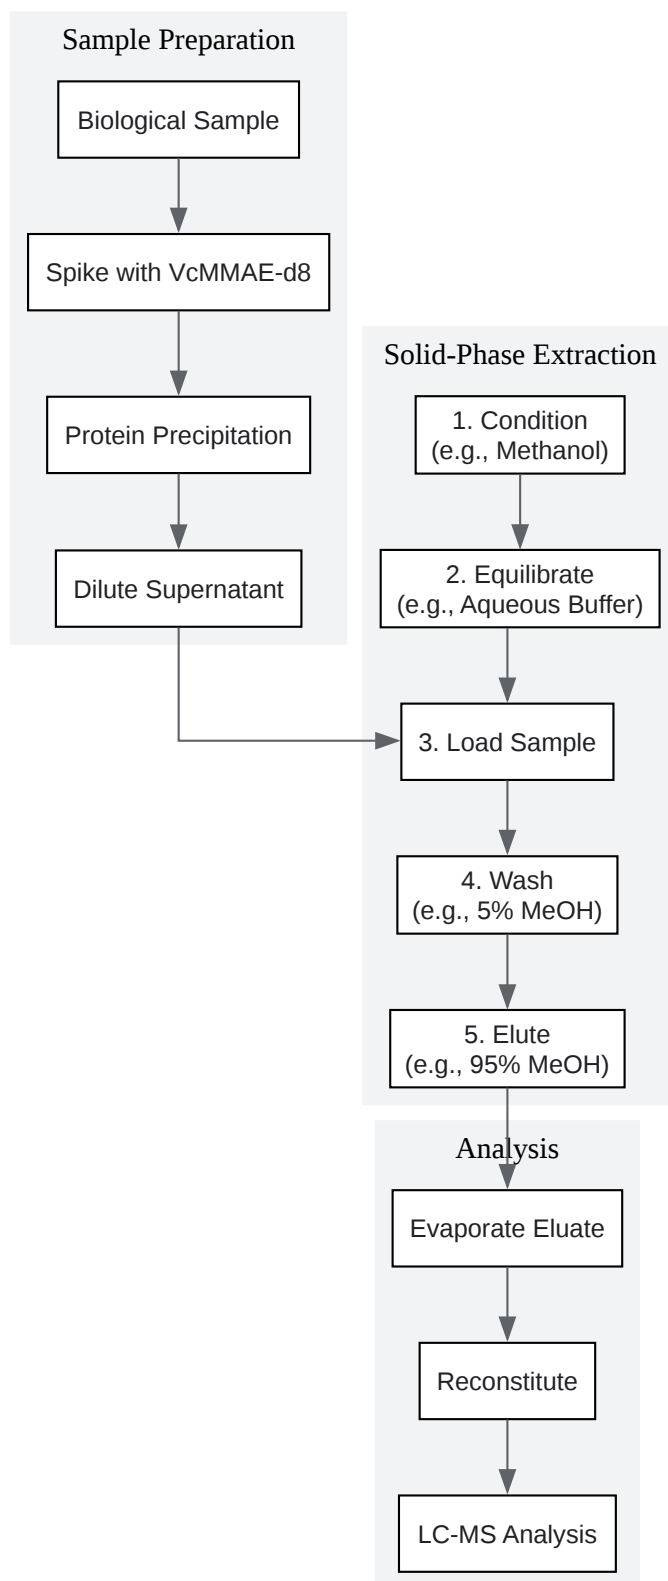 Sample Preparation
Biological Sample
Spike with VcMMAE-d8
Protein Precipitation
Dilute Supernatant
Solid-Phase Extraction
1. Condition
(e.g., Methanol)
2. Equilibrate
(e.g., Aqueous Buffer)
3. Load Sample
4. Wash
(e.g., 5% MeOH)
5. Elute
(e.g., 95% MeOH)
Analysis
Evaporate Eluate
Reconstitute
LC-MS Analysis